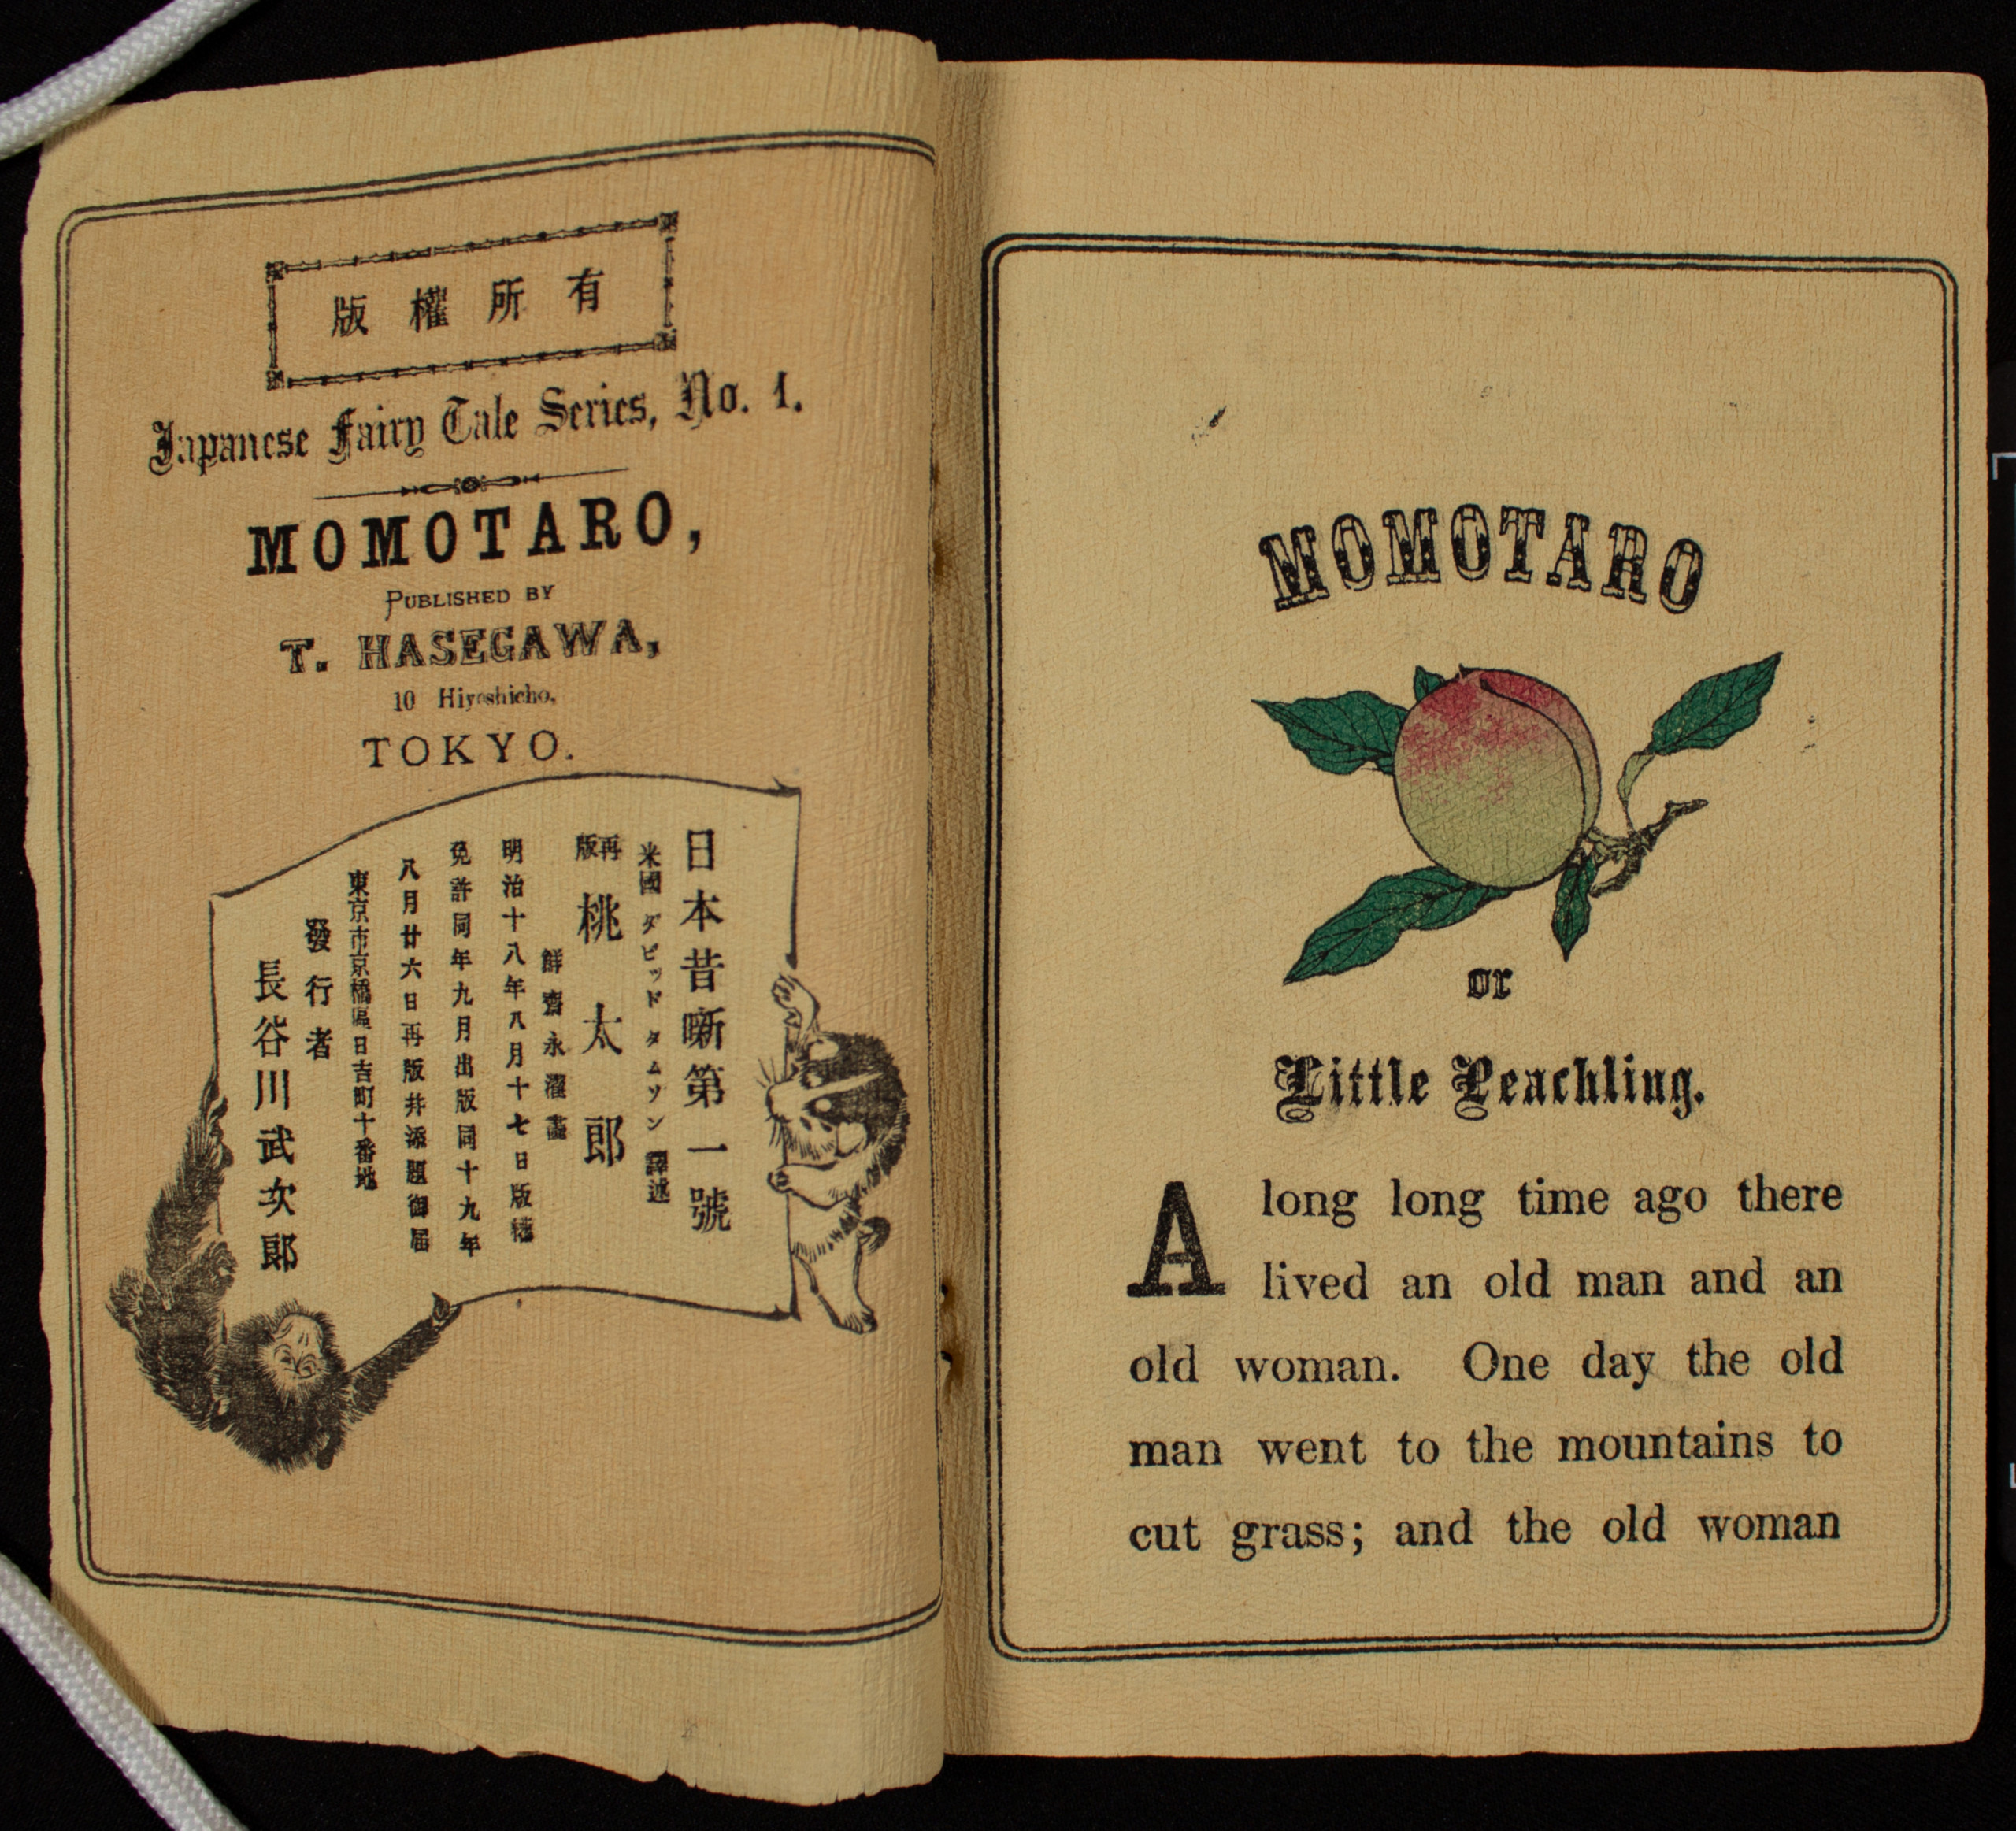 版權所有
Japanese Fairy Tale Series, No. 1.
MOMOTARO,
PUBLISHED BY
T. HASEGAWA,
10 Hiyoshicho,
TOKYO.
日本昔噺第一號
米國 ダビッド タムソン 譯述
再版 桃太郎
鮮齋永濯畫
明治十八年八月十七日版權
免許同年九月出版同十九年
八月廿六日再版幷添題御届
東京市京橋區日吉町十番地
發行者
長谷川武次郎
MOMOTARO
or
Little Peachling.
A long long time ago there
lived an old man and an
old woman. One day the old
man went to the mountains to
cut grass; and the old woman